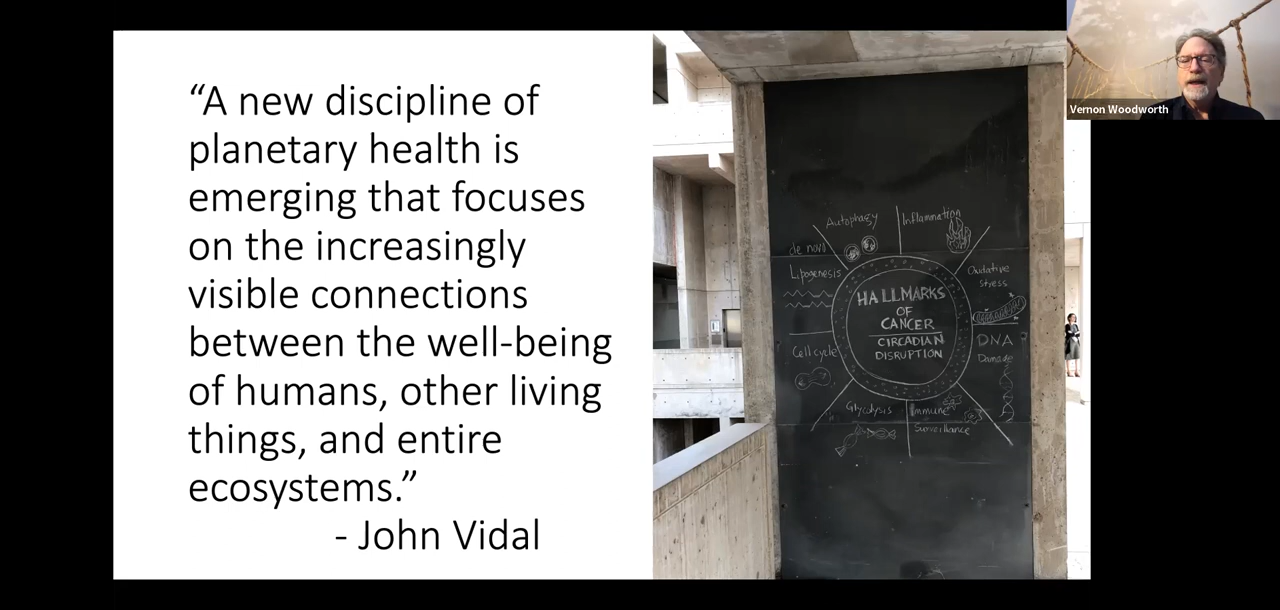 “A new discipline of
planetary health is
emerging that focuses
on the increasingly
visible connections
between the well-being
of humans, other living
things, and entire
ecosystems.”
- John Vidal
Autophagy
Inflammation
de novo
Lipogenesis
Oxidative
stress
HALLMARKS
OF
CANCER
CIRCADIAN
DISRUPTION
Cell cycle
DNA
Damage
Glycolysis
Immune
Surveillance
Vernon Woodworth